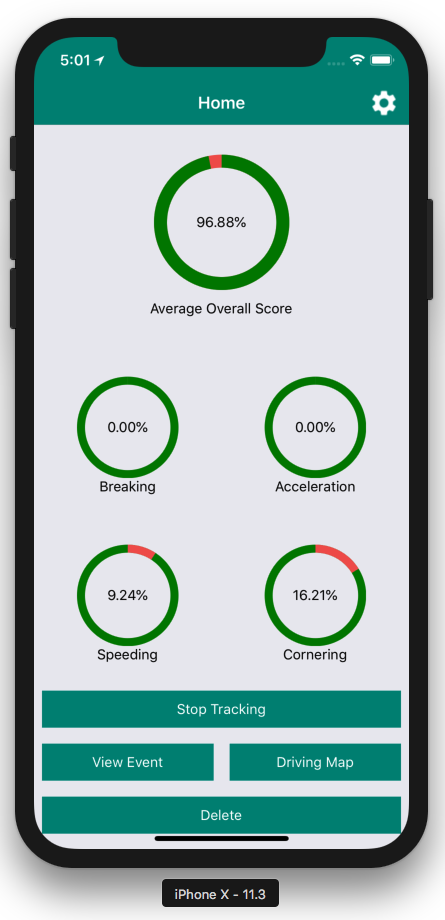 5:01
Home
96.88%
Average Overall Score
0.00%
0.00%
Breaking
Acceleration
9.24%
16.21%
Speeding
Cornering
Stop Tracking
View Event
Driving Map
Delete
iPhone X - 11.3